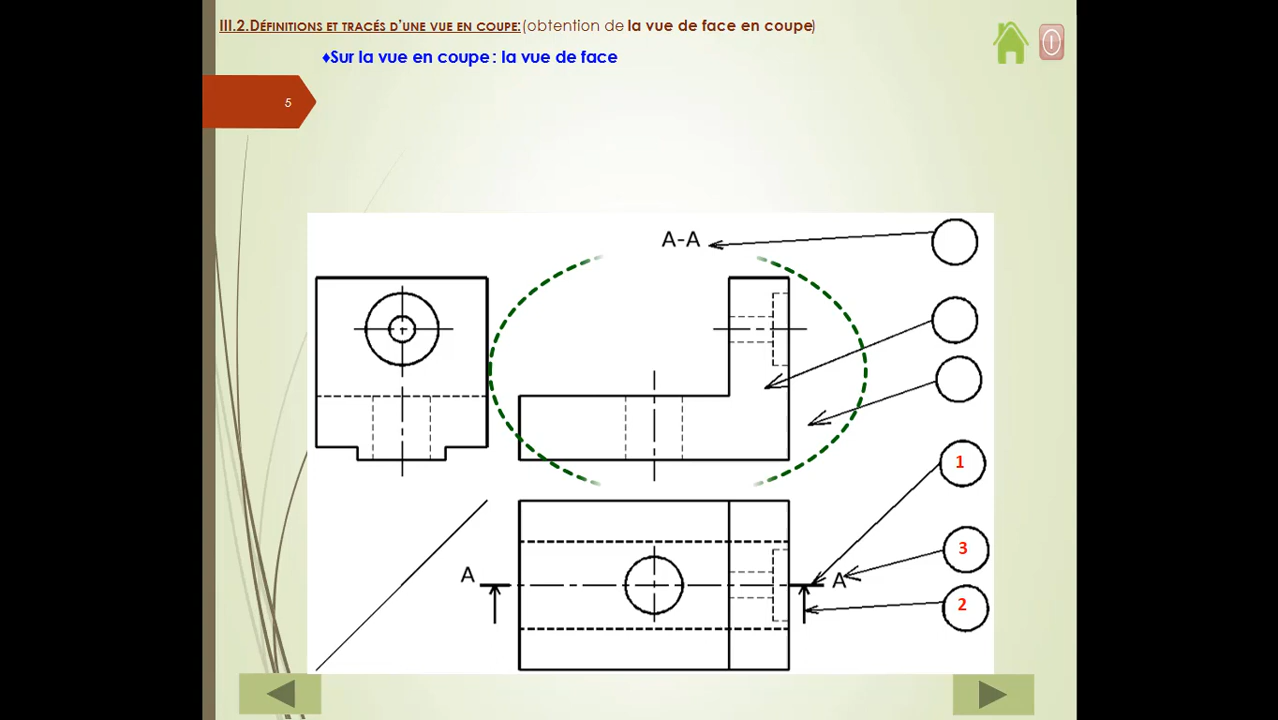 III.2.Définitions et tracés d'une vue en coupe:(obtention de la vue de face en coupe)
♦Sur la vue en coupe : la vue de face
5
A-A
1
A
A
3
2